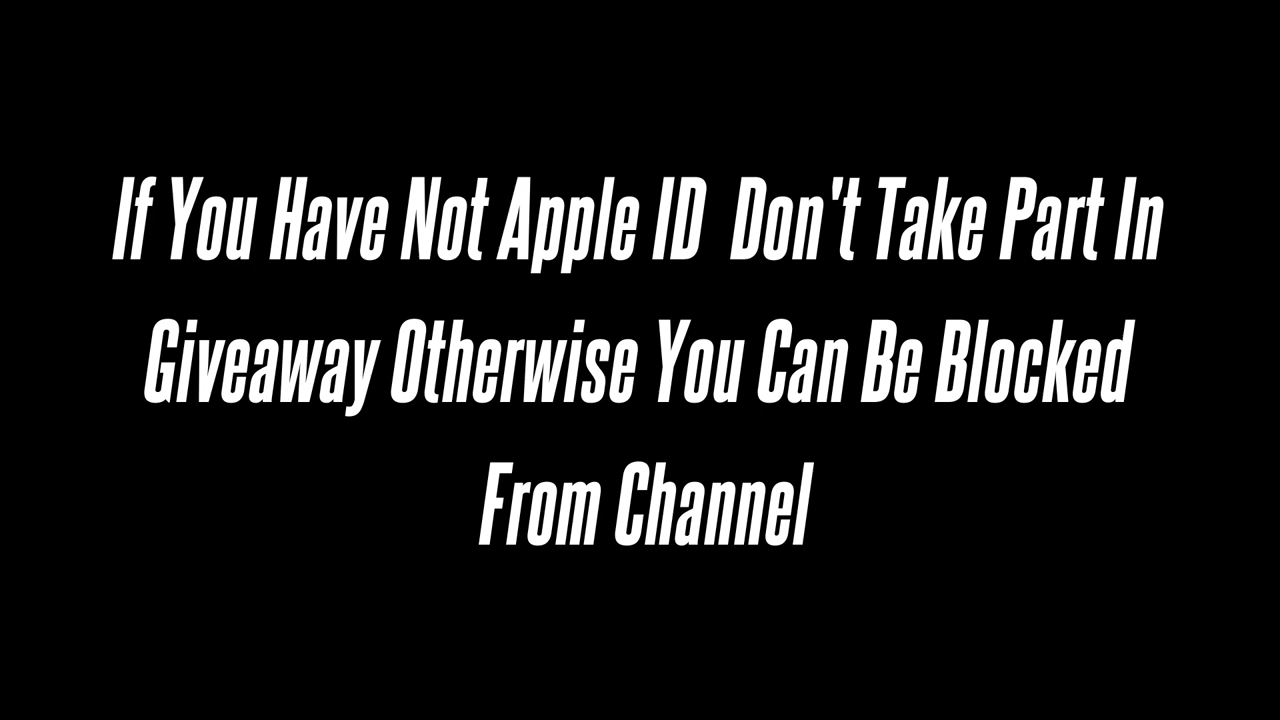 If You Have Not Apple ID Don't Take Part In
Giveaway Otherwise You Can Be Blocked
From Channel